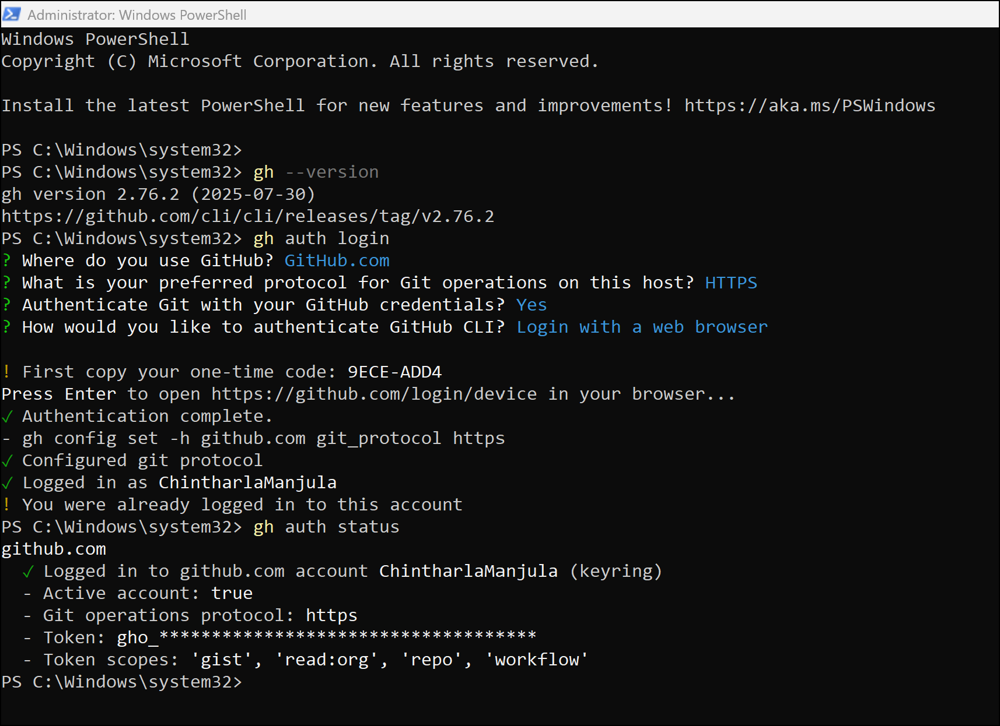 Administrator: Windows PowerShell
Windows PowerShell
Copyright (C) Microsoft Corporation. All rights reserved.
Install the latest PowerShell for new features and improvements! https://aka.ms/PSWindows
PS C:\Windows\system32>
PS C:\Windows\system32> gh --version
gh version 2.76.2 (2025-07-30)
https://github.com/cli/cli/releases/tag/v2.76.2
PS C:\Windows\system32> gh auth login
? Where do you use GitHub? GitHub.com
? What is your preferred protocol for Git operations on this host? HTTPS
? Authenticate Git with your GitHub credentials? Yes
? How would you like to authenticate GitHub CLI? Login with a web browser
! First copy your one-time code: 9ECE-ADD4
Press Enter to open https://github.com/login/device in your browser...
✓ Authentication complete.
- gh config set -h github.com git_protocol https
✓ Configured git protocol
✓ Logged in as ChintharlaManjula
! You were already logged in to this account
PS C:\Windows\system32> gh auth status
github.com
  ✓ Logged in to github.com account ChintharlaManjula (keyring)
  - Active account: true
  - Git operations protocol: https
  - Token: gho_************************************
  - Token scopes: 'gist', 'read:org', 'repo', 'workflow'
PS C:\Windows\system32>